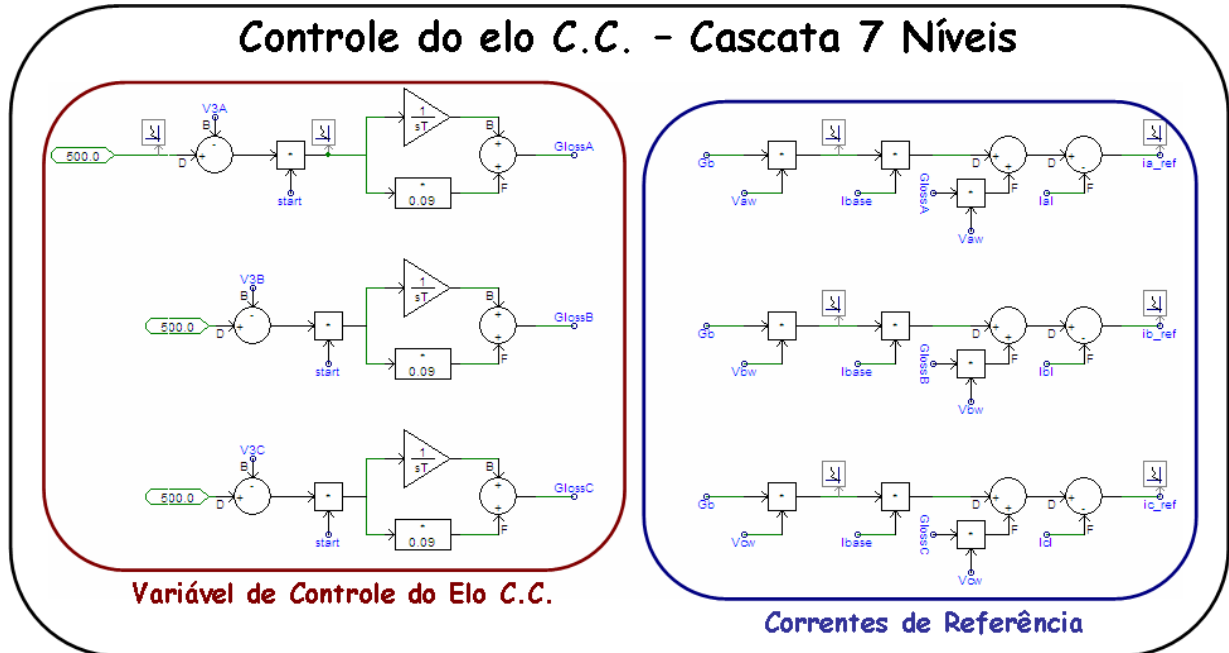 Controle do elo C.C. – Cascata 7 Níveis
V3A
B
-
500.0
D
+
*
start
1
sT
B
+
+
F
GlossA
*
0.09
V3B
B
-
500.0
D
+
*
start
1
sT
B
+
+
F
GlossB
*
0.09
V3C
B
-
500.0
D
+
*
start
1
sT
B
+
+
F
GlossC
*
0.09
Variável de Controle do Elo C.C.
Gb
*
Vaw
*
Ibase
GlossA
*
Vaw
D
+
+
F
D
+
-
F
Ial
ia_ref
Gb
*
Vbw
*
Ibase
GlossB
*
Vbw
D
+
+
F
D
+
-
F
Ibl
ib_ref
Gb
*
Vcw
*
Ibase
GlossC
*
Vcw
D
+
+
F
D
+
-
F
Icl
ic_ref
Correntes de Referência